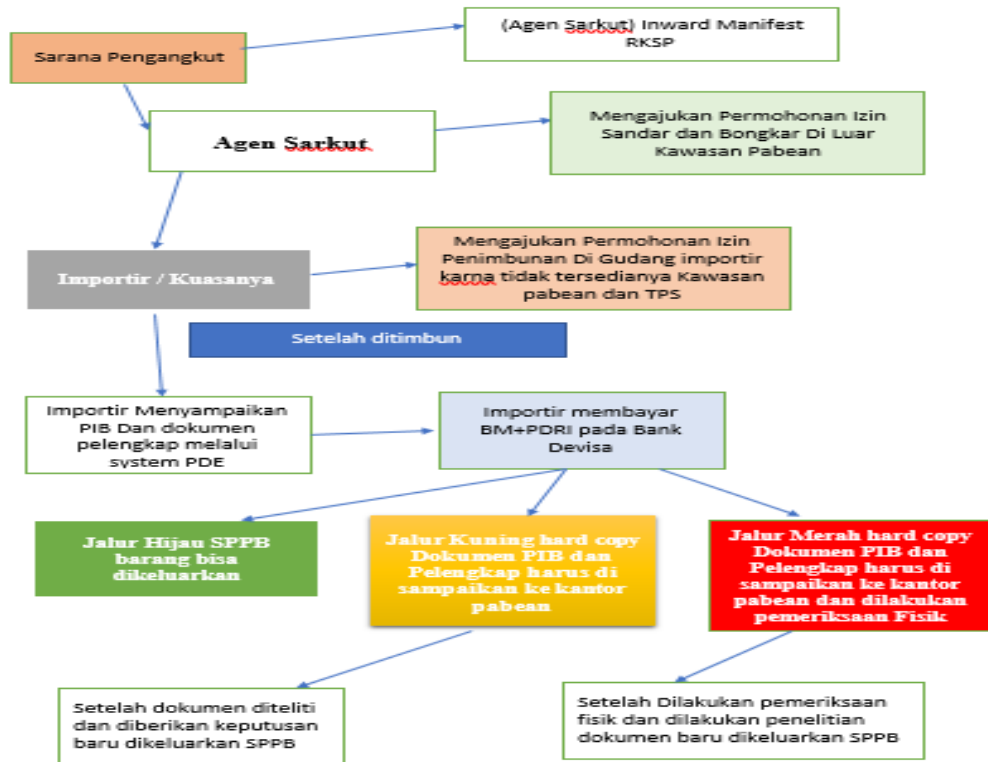 (Agen Sarkut) Inward Manifest
RKSP
Sarana Pengangkut
Mengajukan Permohonan Izin
Sandar dan Bongkar Di Luar
Kawasan Pabean
Agen Sarkut
Mengajukan Permohonan Izin
Penimbunan Di Gudang importir
karna tidak tersedianya Kawasan
pabean dan TPS
Importir / Kuasanya
Setelah ditimbun
Importir Menyampaikan
PIB Dan dokumen
pelengkap melalui
system PDE
Importir membayar
BM+PDRI pada Bank
Devisa
Jalur Hijau SPPB
barang bisa
dikeluarkan
Jalur Kuning hard copy
Dokumen PIB dan
Pelengkap harus di
sampaikan ke kantor
pabean
Jalur Merah hard copy
Dokumen PIB dan
Pelengkap harus di
sampaikan ke kantor
pabean dan dilakukan
pemeriksaan Fisik
Setelah dokumen diteliti
dan diberikan keputusan
baru dikeluarkan SPPB
Setelah Dilakukan pemeriksaan
fisik dan dilakukan penelitian
dokumen baru dikeluarkan SPPB